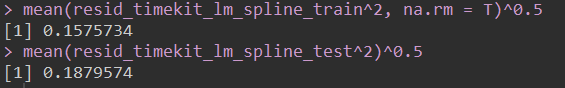 > mean(resid_timekit_lm_spline_train^2, na.rm = T)^0.5
[1] 0.1575734
> mean(resid_timekit_lm_spline_test^2)^0.5
[1] 0.1879574